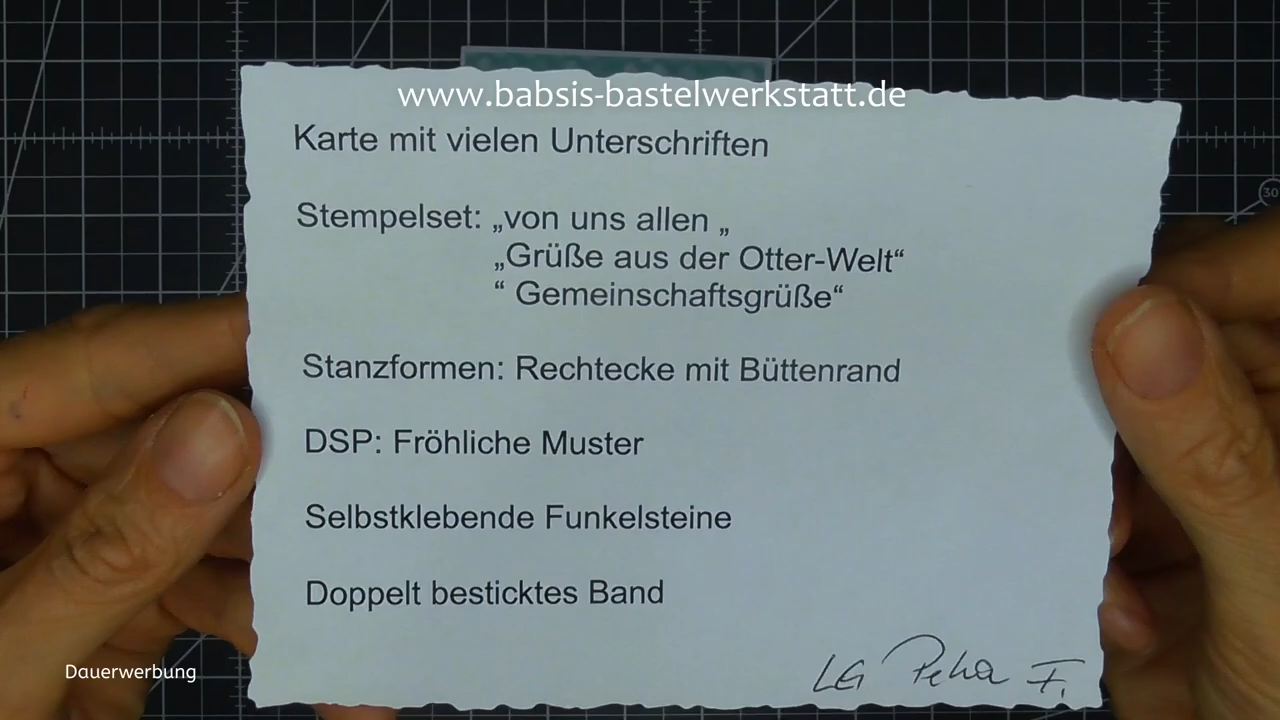 www.babsis-bastelwerkstatt.de
Karte mit vielen Unterschriften
Stempelset: „von uns allen „
„Grüße aus der Otter-Welt“
“ Gemeinschaftsgrüße“
Stanzformen: Rechtecke mit Büttenrand
DSP: Fröhliche Muster
Selbstklebende Funkelsteine
Doppelt besticktes Band
LG F.
Dauerwerbung
30